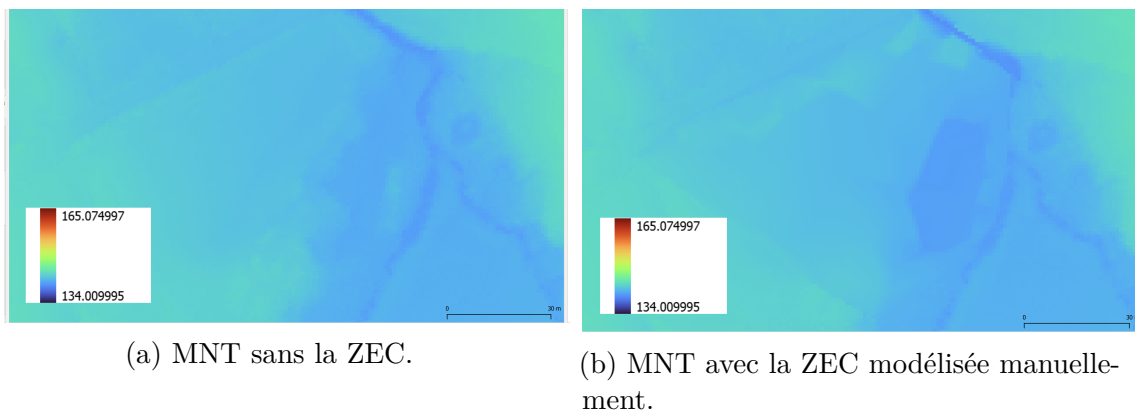 165.074997
134.009995
0
30 m
165.074997
134.009995
0
30
(a) MNT sans la ZEC.
(b) MNT avec la ZEC modélisée manuelle-
ment.